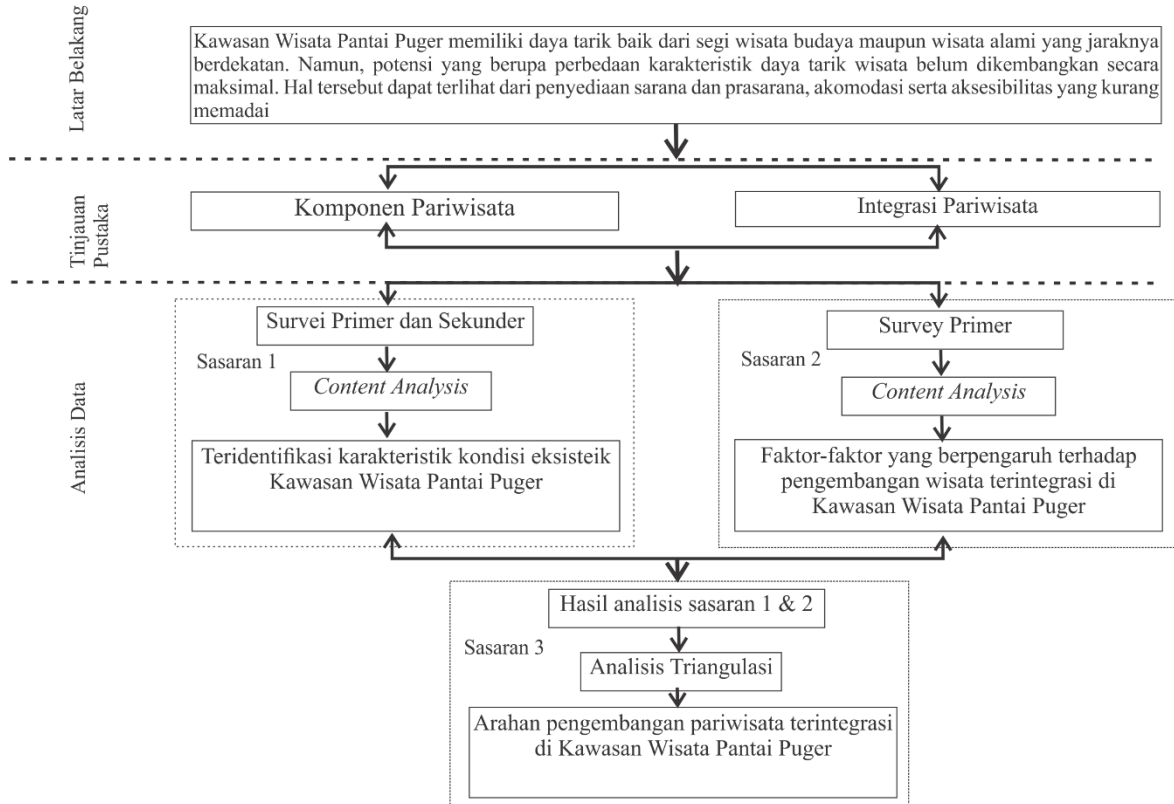 Latar Belakang
Kawasan Wisata Pantai Puger memiliki daya tarik baik dari segi wisata budaya maupun wisata alami yang jaraknya
berdekatan. Namun, potensi yang berupa perbedaan karakteristik daya tarik wisata belum dikembangkan secara
maksimal. Hal tersebut dapat terlihat dari penyediaan sarana dan prasarana, akomodasi serta aksesibilitas yang kurang
memadai
Tinjauan
Pustaka
Komponen Pariwisata
Integrasi Pariwisata
Analisis Data
Survei Primer dan Sekunder
Sasaran 1
Content Analysis
Teridentifikasi karakteristik kondisi eksisteik
Kawasan Wisata Pantai Puger
Survey Primer
Sasaran 2
Content Analysis
Faktor-faktor yang berpengaruh terhadap
pengembangan wisata terintegrasi di
Kawasan Wisata Pantai Puger
Hasil analisis sasaran 1 & 2
Sasaran 3
Analisis Triangulasi
Arahan pengembangan pariwisata terintegrasi
di Kawasan Wisata Pantai Puger